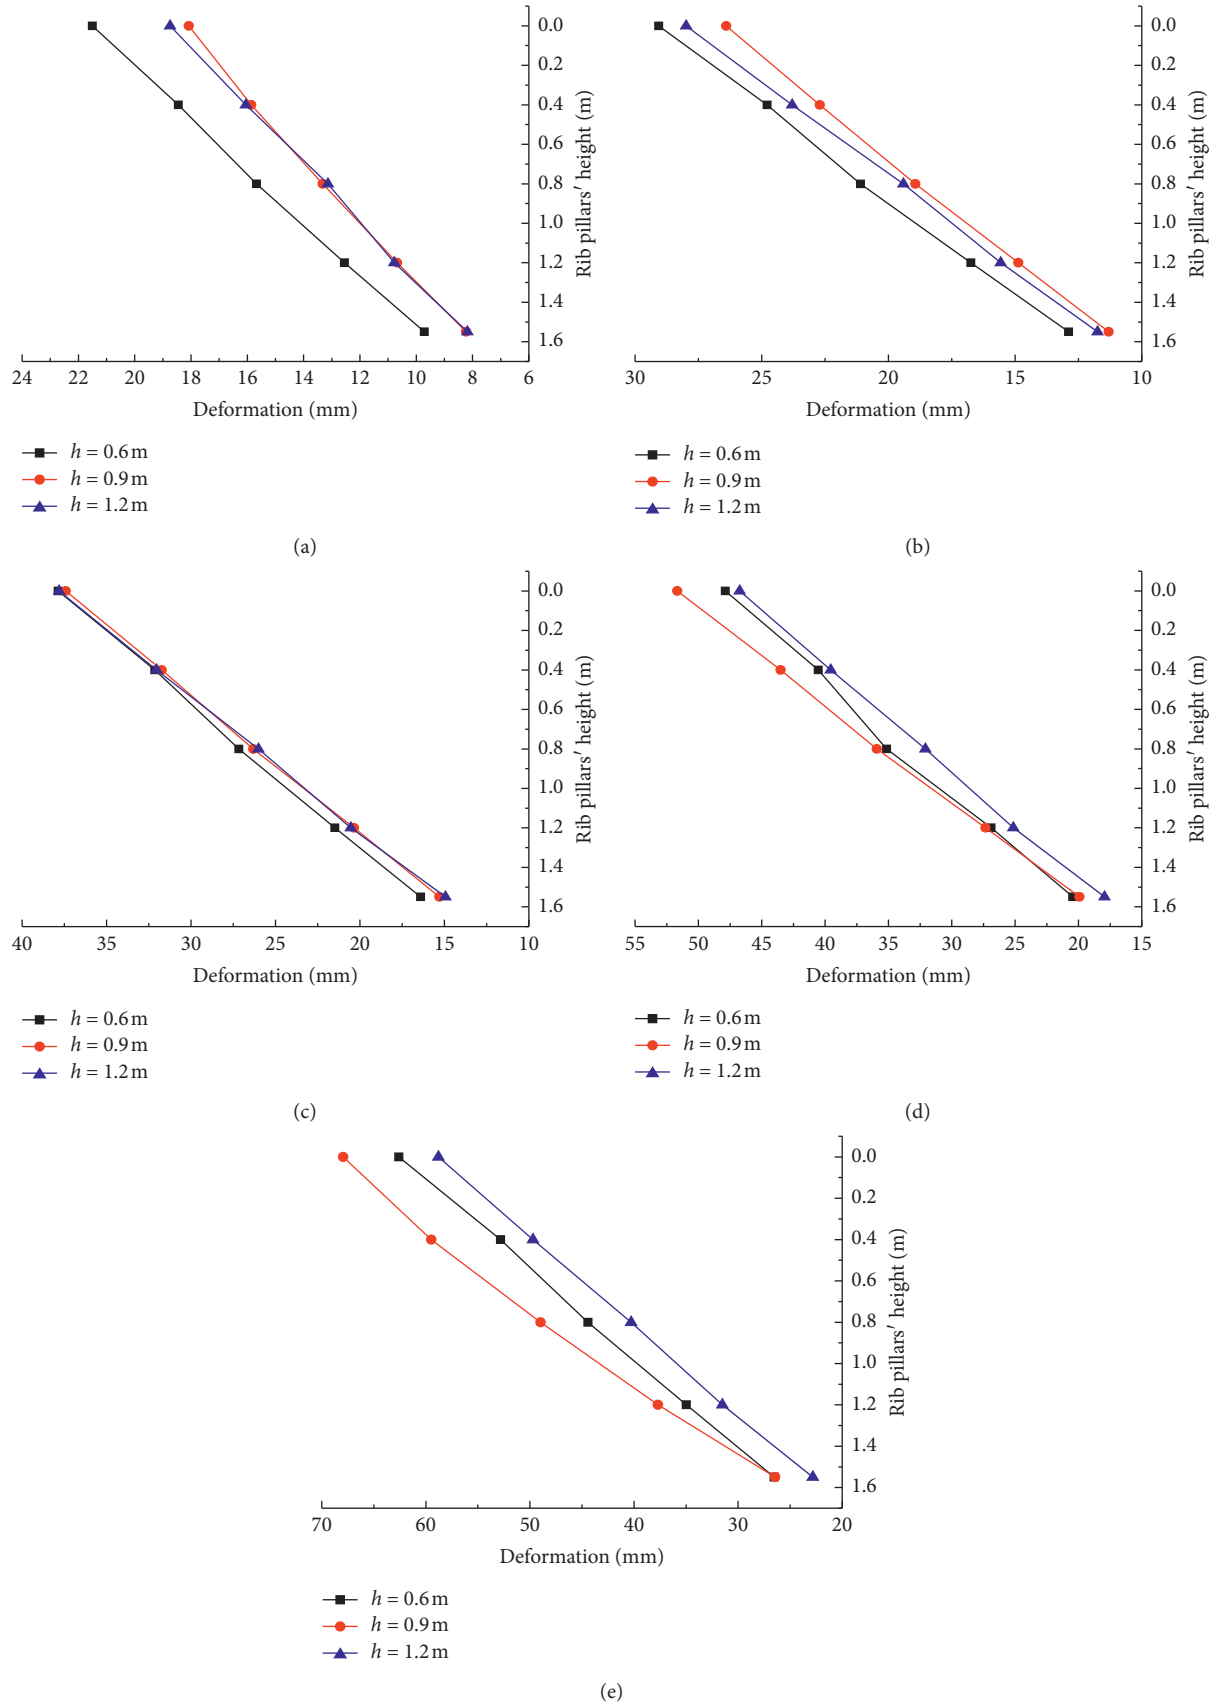 0.0
0.2
0.4
0.6
0.8
1.0
1.2
1.4
1.6
Rib pillars′ height (m)
24 22 20 18 16 14 12 10 8 6
Deformation (mm)
h = 0.6 m
h = 0.9 m
h = 1.2 m
(a)
0.0
0.2
0.4
0.6
0.8
1.0
1.2
1.4
1.6
Rib pillars′ height (m)
30 25 20 15 10
Deformation (mm)
h = 0.6 m
h = 0.9 m
h = 1.2 m
(b)
0.0
0.2
0.4
0.6
0.8
1.0
1.2
1.4
1.6
Rib pillars′ height (m)
40 35 30 25 20 15 10
Deformation (mm)
h = 0.6 m
h = 0.9 m
h = 1.2 m
(c)
0.0
0.2
0.4
0.6
0.8
1.0
1.2
1.4
1.6
Rib pillars′ height (m)
55 50 45 40 35 30 25 20 15
Deformation (mm)
h = 0.6 m
h = 0.9 m
h = 1.2 m
(d)
0.0
0.2
0.4
0.6
0.8
1.0
1.2
1.4
1.6
Rib pillars′ height (m)
70 60 50 40 30 20
Deformation (mm)
h = 0.6 m
h = 0.9 m
h = 1.2 m
(e)